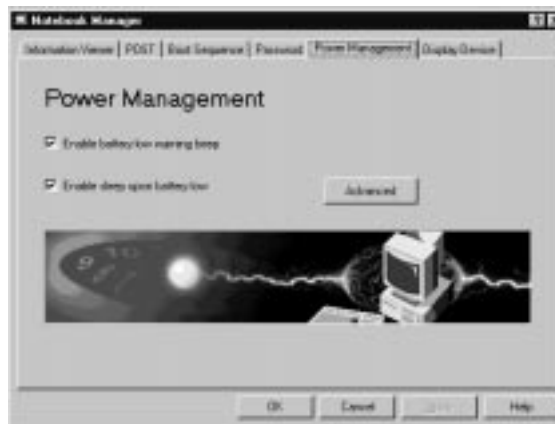 Notebook Manager
Information Viewer | POST | Boot Sequence | Password | Power Management | Display Device
Power Management
Enable battery low warning beep
Enable sleep upon battery low
Advanced
OK Cancel Help